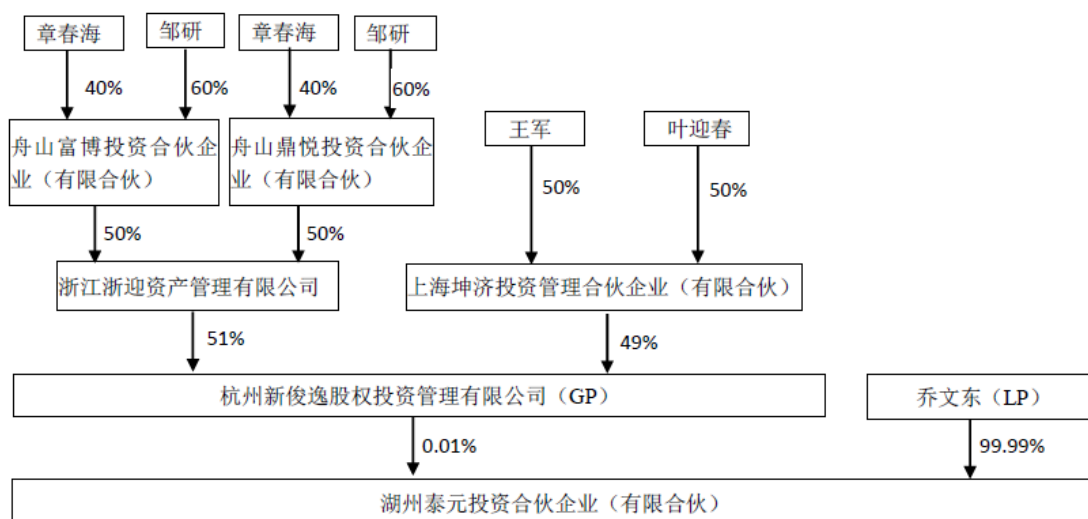 章春海
邹研
章春海
邹研
40%
60%
40%
60%
舟山富博投资合伙企
业（有限合伙）
舟山鼎悦投资合伙企
业（有限合伙）
王军
叶迎春
50%
50%
50%
50%
浙江浙迎资产管理有限公司
上海坤济投资管理合伙企业（有限合伙）
51%
49%
杭州新俊逸股权投资管理有限公司（GP）
乔文东（LP）
0.01%
99.99%
湖州泰元投资合伙企业（有限合伙）